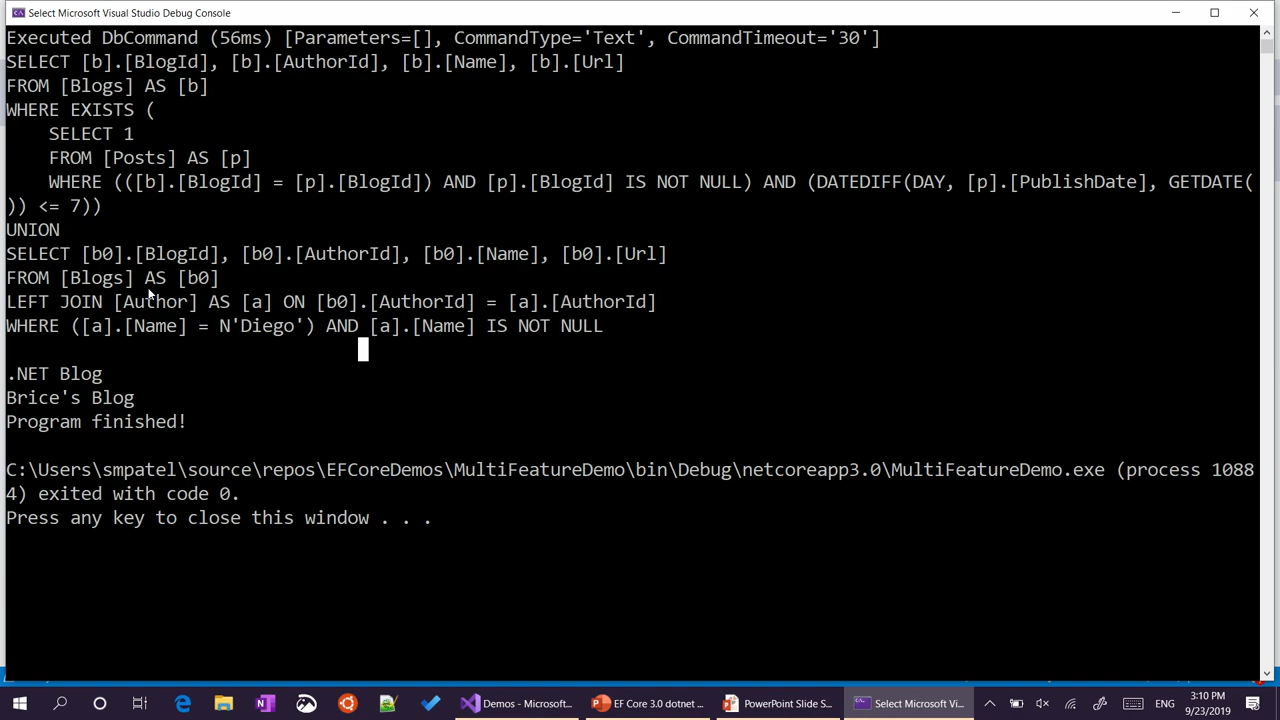 Select Microsoft Visual Studio Debug Console
Executed DbCommand (56ms) [Parameters=[], CommandType='Text', CommandTimeout='30']
SELECT [b].[BlogId], [b].[AuthorId], [b].[Name], [b].[Url]
FROM [Blogs] AS [b]
WHERE EXISTS (
    SELECT 1
    FROM [Posts] AS [p]
    WHERE (([b].[BlogId] = [p].[BlogId]) AND [p].[BlogId] IS NOT NULL) AND (DATEDIFF(DAY, [p].[PublishDate], GETDATE(
)) <= 7))
UNION
SELECT [b0].[BlogId], [b0].[AuthorId], [b0].[Name], [b0].[Url]
FROM [Blogs] AS [b0]
LEFT JOIN [Author] AS [a] ON [b0].[AuthorId] = [a].[AuthorId]
WHERE ([a].[Name] = N'Diego') AND [a].[Name] IS NOT NULL
.NET Blog
Brice's Blog
Program finished!
C:\Users\smpatel\source\repos\EFCoreDemos\MultiFeatureDemo\bin\Debug\netcoreapp3.0\MultiFeatureDemo.exe (process 1088
4) exited with code 0.
Press any key to close this window . . .
Demos - Microsoft... EF Core 3.0 dotnet ... PowerPoint Slide S... Select Microsoft Vi... ENG 3:10 PM
9/23/2019